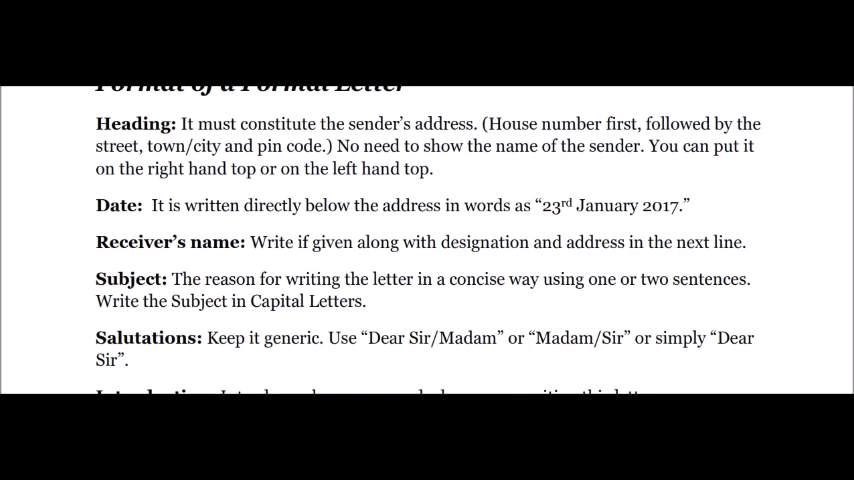 Format of a Formal Letter
Heading: It must constitute the sender's address. (House number first, followed by the
street, town/city and pin code.) No need to show the name of the sender. You can put it
on the right hand top or on the left hand top.
Date:  It is written directly below the address in words as “23rd January 2017.”
Receiver's name: Write if given along with designation and address in the next line.
Subject: The reason for writing the letter in a concise way using one or two sentences.
Write the Subject in Capital Letters.
Salutations: Keep it generic. Use “Dear Sir/Madam” or “Madam/Sir” or simply “Dear
Sir”.